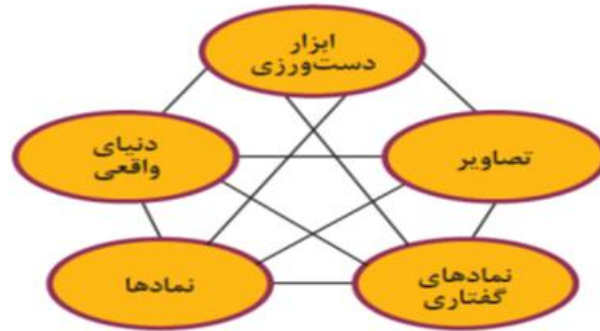 ابزار
دست‌ورزی
دنیای
واقعی
تصاویر
نمادها
نمادهای
گفتاری